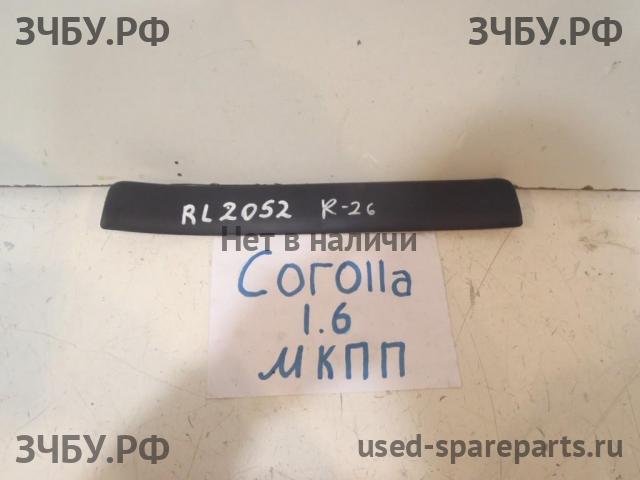 ЗЧБУ.РФ ЗЧБУ.РФ
RL2052 R-26
Нет в наличи
Corolla
1.6
МКПП
ЗЧБУ.РФ used-spareparts.ru